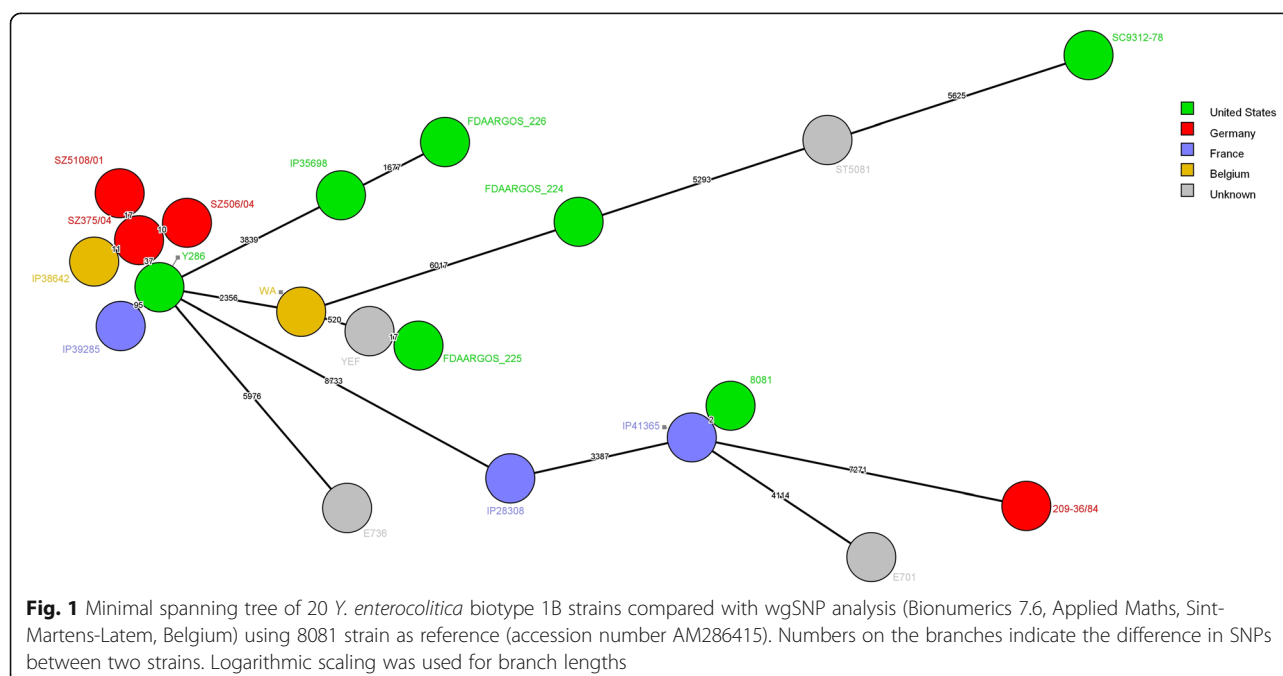 SC9312-78
5625
United States
Germany
France
Belgium
Unknown
FDAARGOS_226
1677
IP35698
ST5081
SZ5108/01
17
SZ375/04
10
SZ506/04
FDAARGOS_224
5293
3839
11
IP38642
37
Y286
6017
WA
2356
95
IP39285
520
YEF
17
FDAARGOS_225
8733
5976
8081
2
IP41365
3387
7271
4114
IP28308
209-36/84
E736
E701
Fig. 1 Minimal spanning tree of 20 Y. enterocolitica biotype 1B strains compared with wgSNP analysis (Bionumerics 7.6, Applied Maths, Sint-
Martens-Latem, Belgium) using 8081 strain as reference (accession number AM286415). Numbers on the branches indicate the difference in SNPs
between two strains. Logarithmic scaling was used for branch lengths